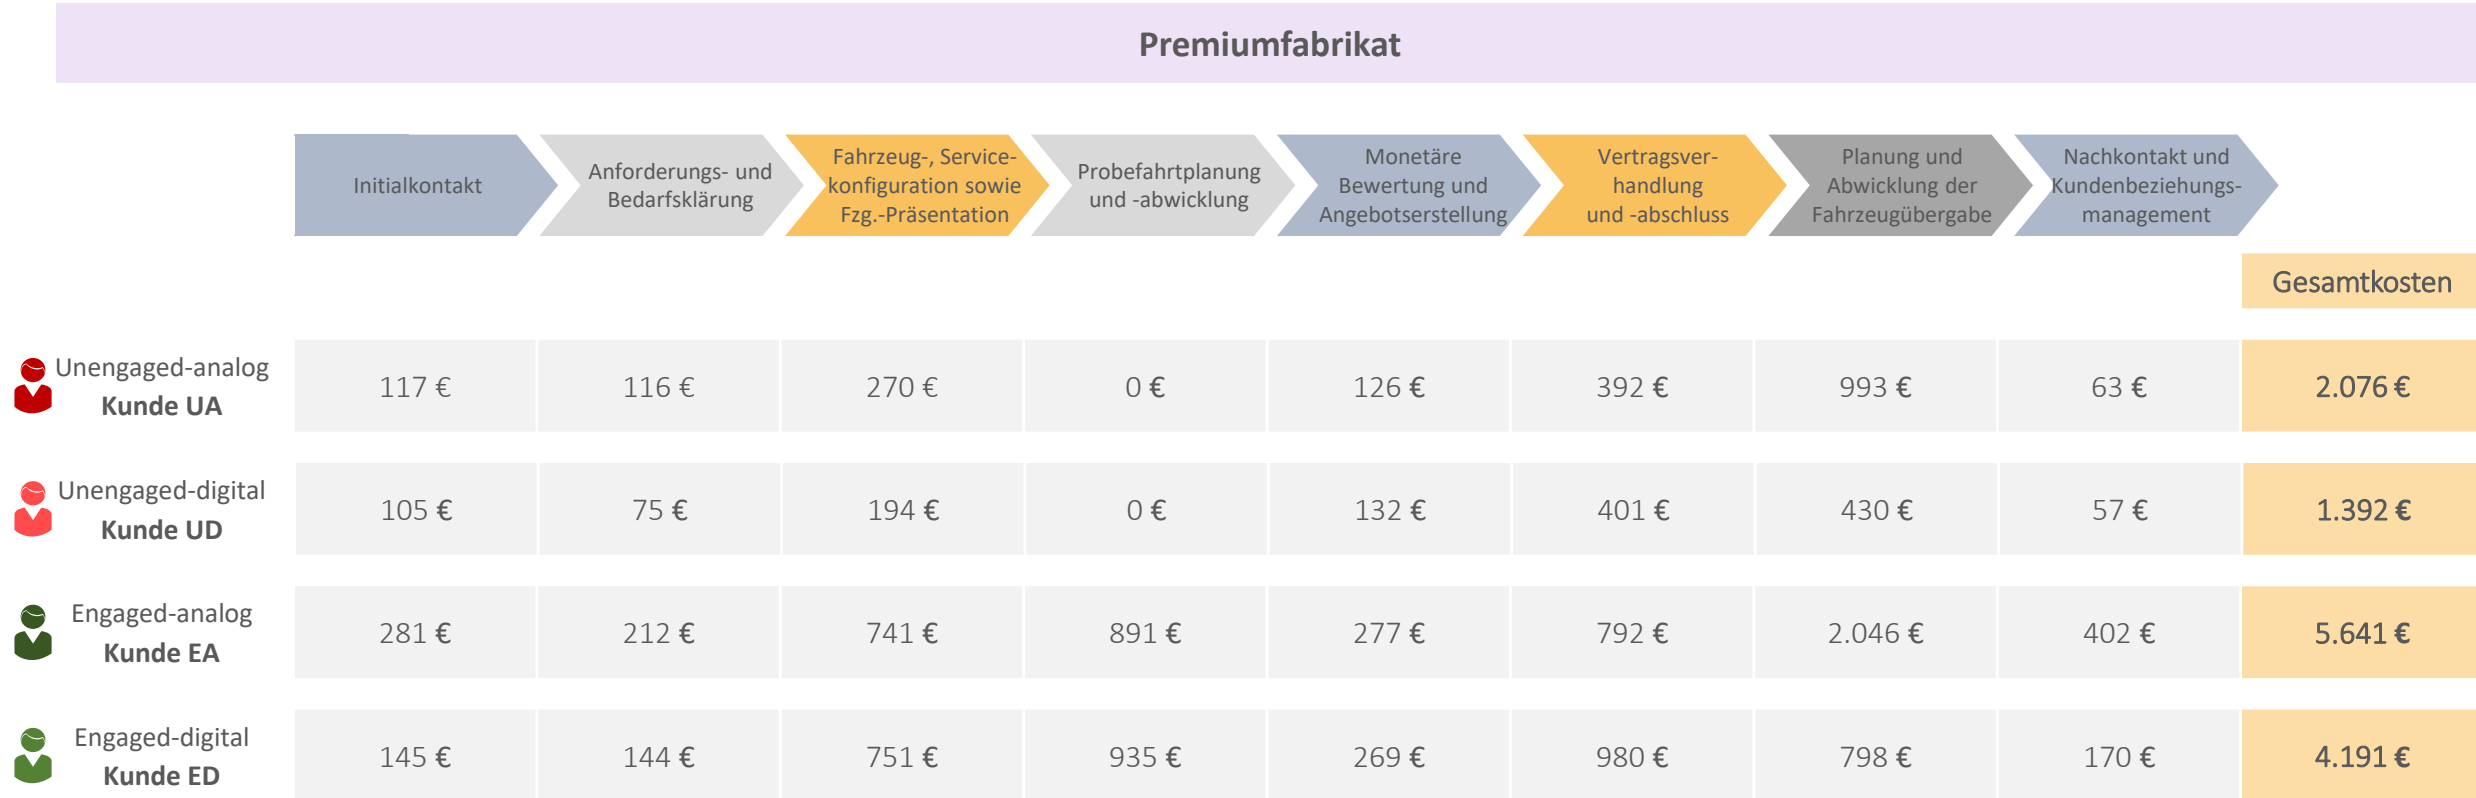 Premiumfabrikat
Initialkontakt
Anforderungs- und
Bedarfsklärung
Fahrzeug-, Service-
konfiguration sowie
Fzg.-Präsentation
Probefahrtplanung
und -abwicklung
Monetäre
Bewertung und
Angebotserstellung
Vertragsver-
handlung
und -abschluss
Planung und
Abwicklung der
Fahrzeugübergabe
Nachkontakt und
Kundenbeziehungs-
management
Gesamtkosten
Unengaged-analog
Kunde UA
117 € 116 € 270 € 0 € 126 € 392 € 993 € 63 € 2.076 €
Unengaged-digital
Kunde UD
105 € 75 € 194 € 0 € 132 € 401 € 430 € 57 € 1.392 €
Engaged-analog
Kunde EA
281 € 212 € 741 € 891 € 277 € 792 € 2.046 € 402 € 5.641 €
Engaged-digital
Kunde ED
145 € 144 € 751 € 935 € 269 € 980 € 798 € 170 € 4.191 €